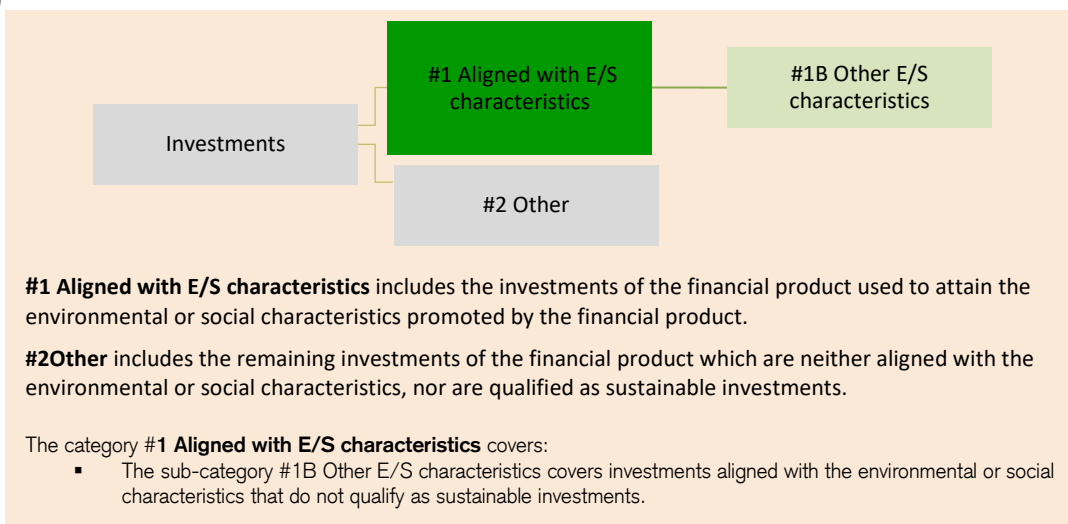 #1 Aligned with E/S
characteristics
#1B Other E/S
characteristics
Investments
#2 Other
#1 Aligned with E/S characteristics includes the investments of the financial product used to attain the
environmental or social characteristics promoted by the financial product.
#2Other includes the remaining investments of the financial product which are neither aligned with the
environmental or social characteristics, nor are qualified as sustainable investments.
The category #1 Aligned with E/S characteristics covers:
▪ The sub-category #1B Other E/S characteristics covers investments aligned with the environmental or social
characteristics that do not qualify as sustainable investments.